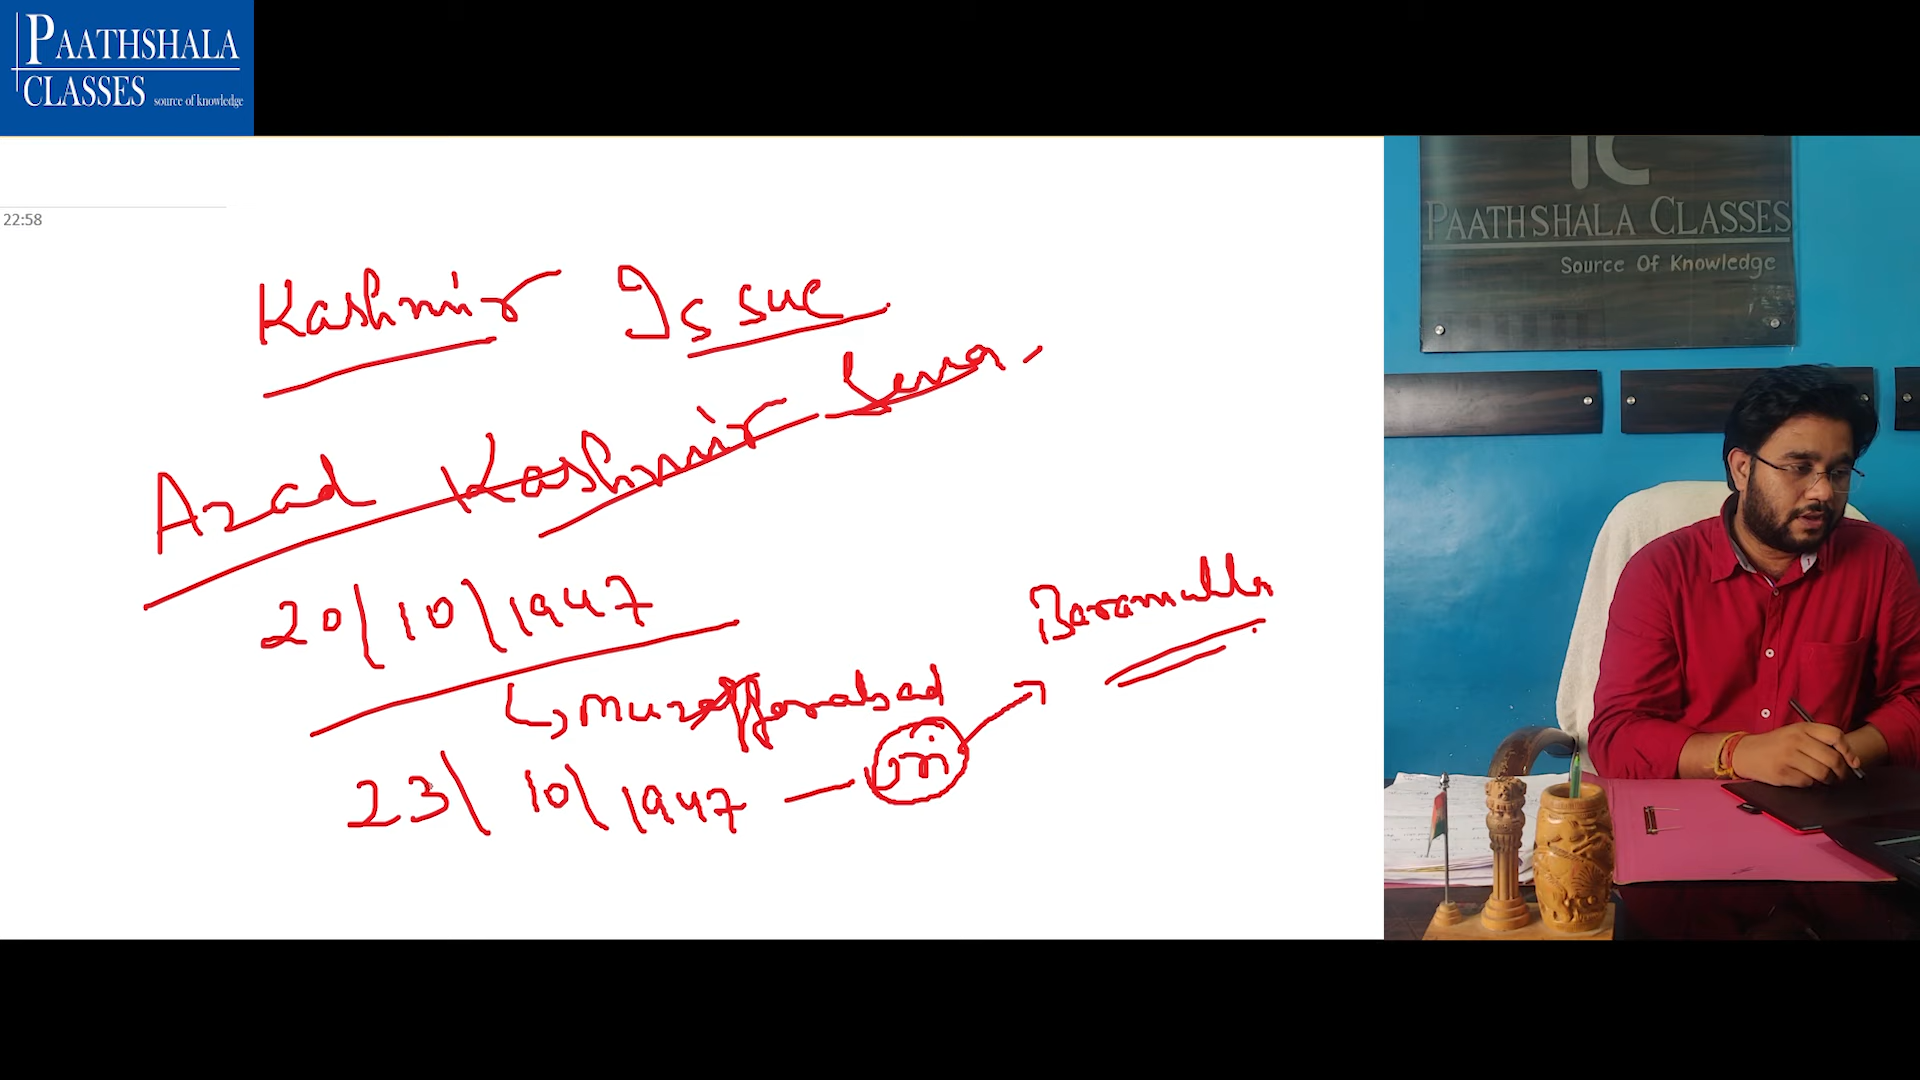 PAATHSHALA
CLASSES source of knowledge
22:58
Kashmir Issue
Azad Kashmir Sena
20/10/1947
↳ Muzafferabad
23/10/1947 —
Baramulla
PAATHSHALA CLASSES
Source Of Knowledge